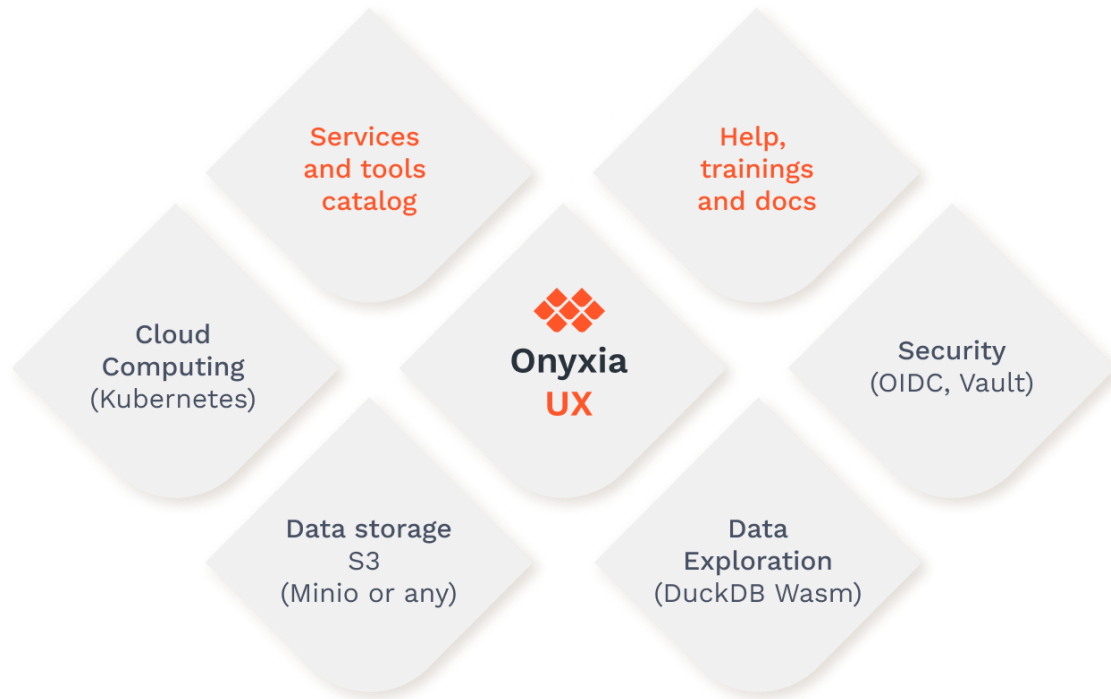 Services
and tools
catalog
Help,
trainings
and docs
Cloud
Computing
(Kubernetes)
Onyxia
UX
Security
(OIDC, Vault)
Data storage
S3
(Minio or any)
Data
Exploration
(DuckDB Wasm)